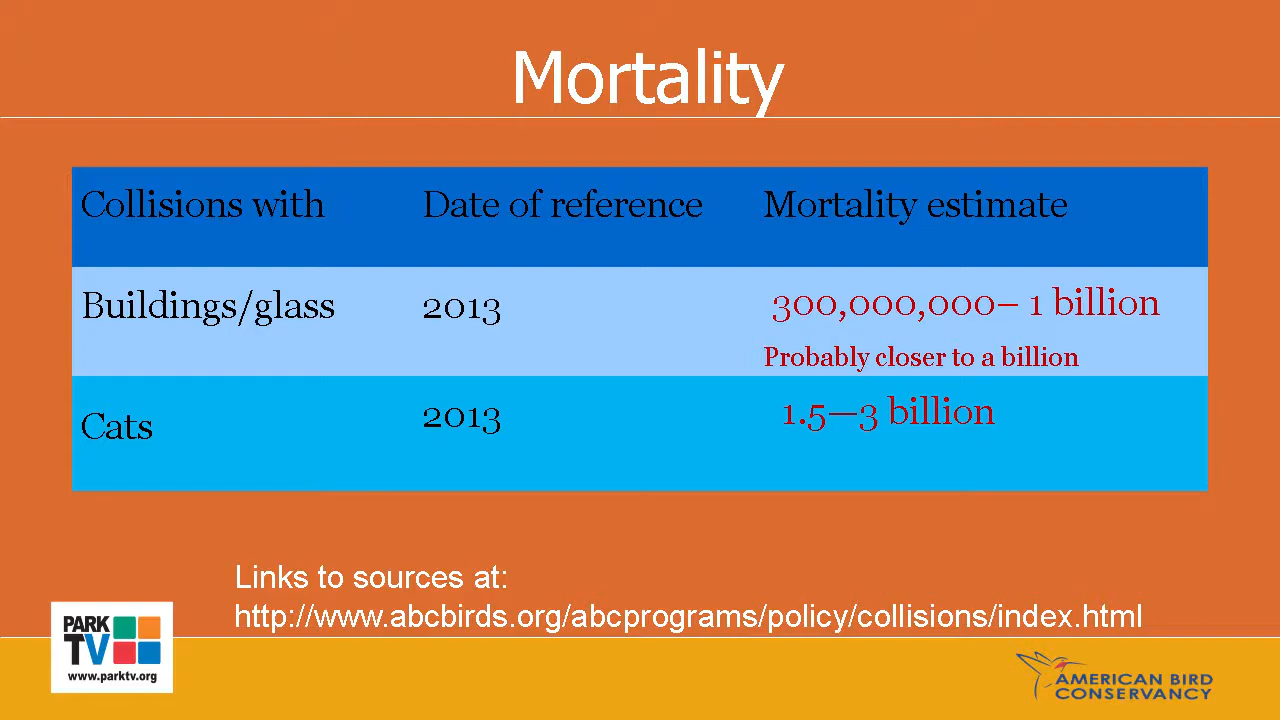 Mortality
Collisions with Date of reference Mortality estimate
Buildings/glass 2013 300,000,000– 1 billion
Probably closer to a billion
Cats 2013 1.5—3 billion
Links to sources at:
http://www.abcbirds.org/abcprograms/policy/collisions/index.html
PARK
TV
www.parktv.org
AMERICAN BIRD
CONSERVANCY